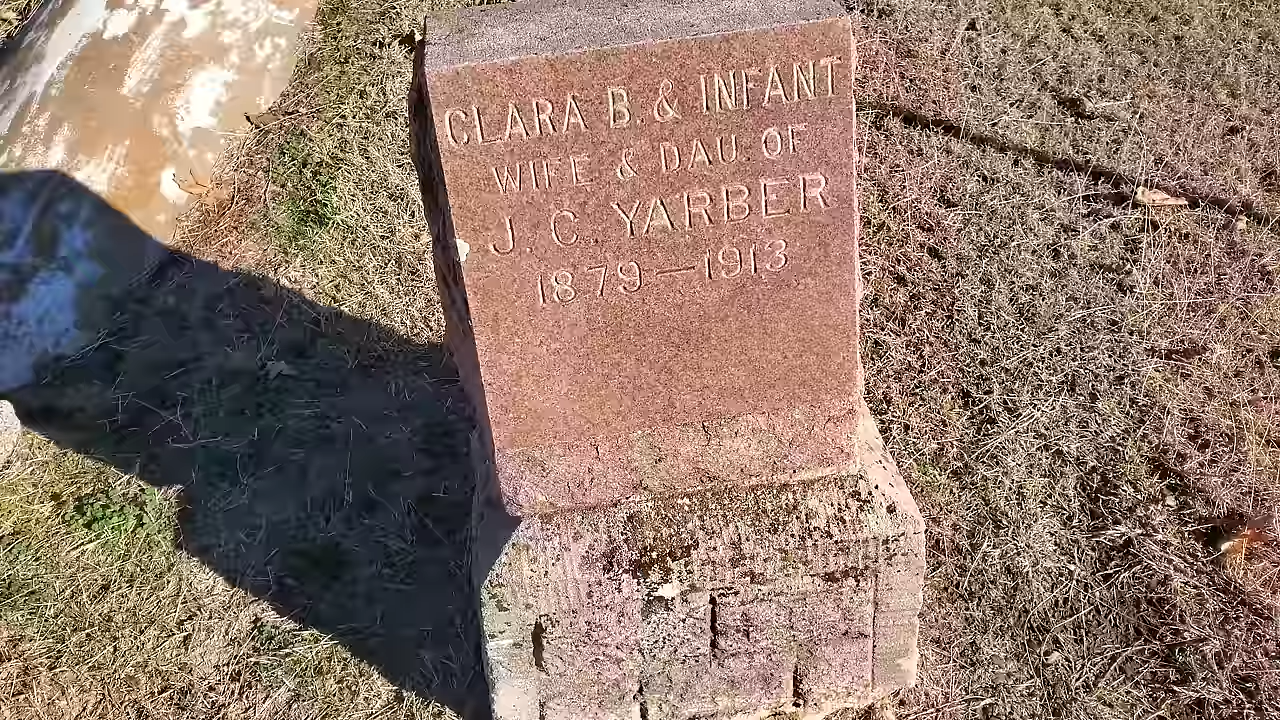 CLARA B. & INFANT
WIFE & DAU. OF
J. C. YARBER
1879–1913